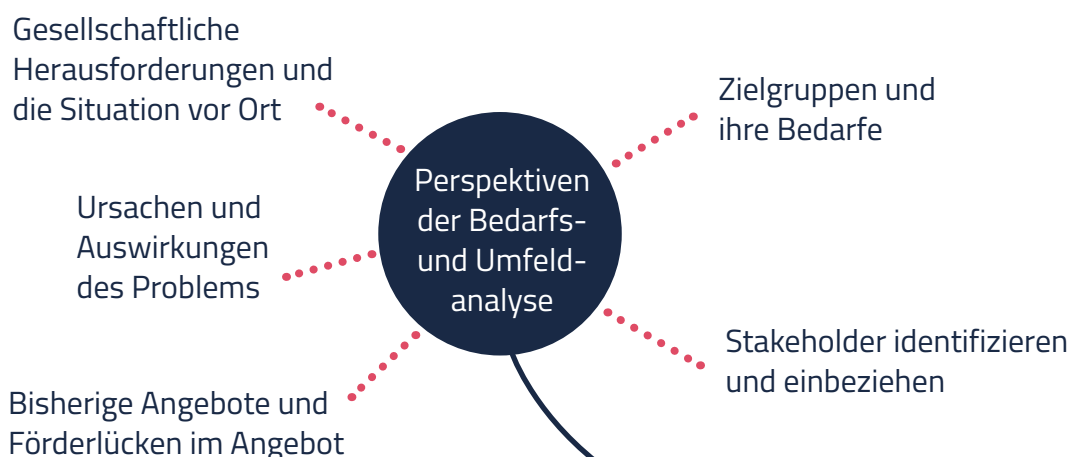 Gesellschaftliche
Herausforderungen und
die Situation vor Ort
Zielgruppen und
ihre Bedarfe
Perspektiven
der Bedarfs-
und Umfeld-
analyse
Ursachen und
Auswirkungen
des Problems
Stakeholder identifizieren
und einbeziehen
Bisherige Angebote und
Förderlücken im Angebot